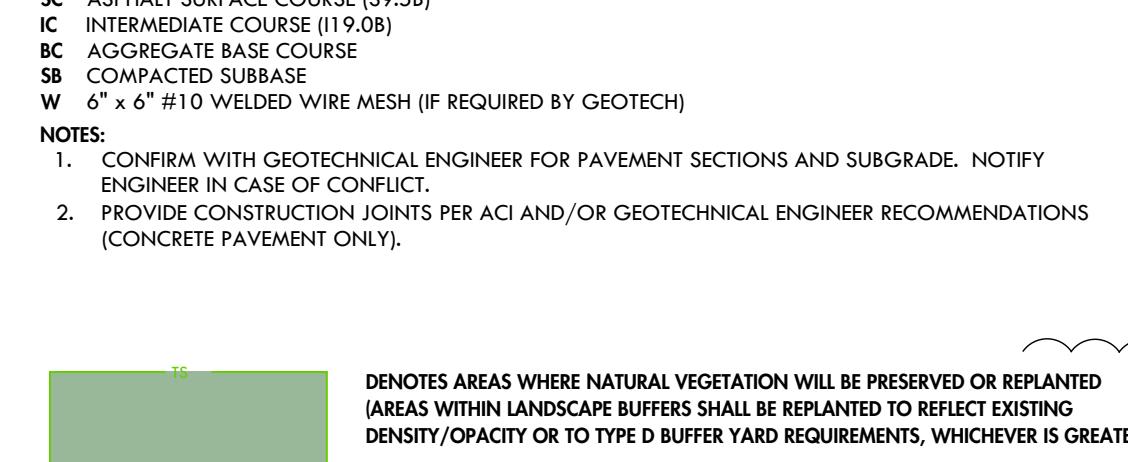 SC ASPHALT SURFACE COURSE (S9.5B)
IC INTERMEDIATE COURSE (I19.0B)
BC AGGREGATE BASE COURSE
SB COMPACTED SUBBASE
W 6" x 6" #10 WELDED WIRE MESH (IF REQUIRED BY GEOTECH)
NOTES:
1. CONFIRM WITH GEOTECHNICAL ENGINEER FOR PAVEMENT SECTIONS AND SUBGRADE. NOTIFY
ENGINEER IN CASE OF CONFLICT.
2. PROVIDE CONSTRUCTION JOINTS PER ACI AND/OR GEOTECHNICAL ENGINEER RECOMMENDATIONS
(CONCRETE PAVEMENT ONLY).
TS
DENOTES AREAS WHERE NATURAL VEGETATION WILL BE PRESERVED OR REPLANTED
(AREAS WITHIN LANDSCAPE BUFFERS SHALL BE REPLANTED TO REFLECT EXISTING
DENSITY/OPACITY OR TO TYPE D BUFFER YARD REQUIREMENTS, WHICHEVER IS GREATE